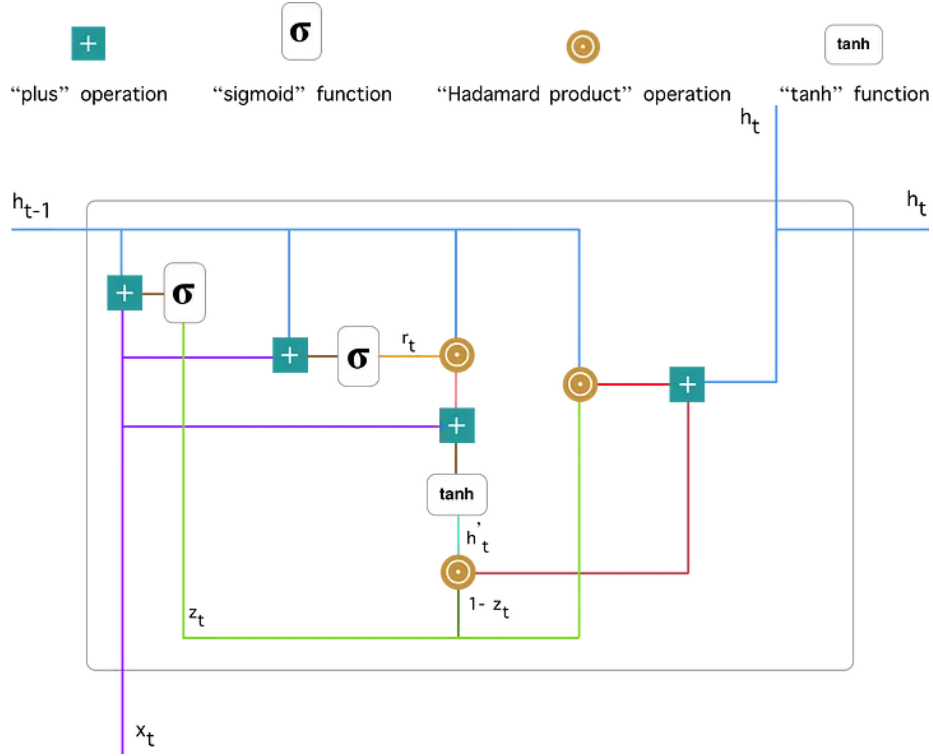 + σ tanh
“plus” operation “sigmoid” function “Hadamard product” operation “tanh” function
h_t
h_{t-1} h_t
+ σ
+ σ r_t
+
+
tanh
h'_t
1- z_t
z_t
x_t